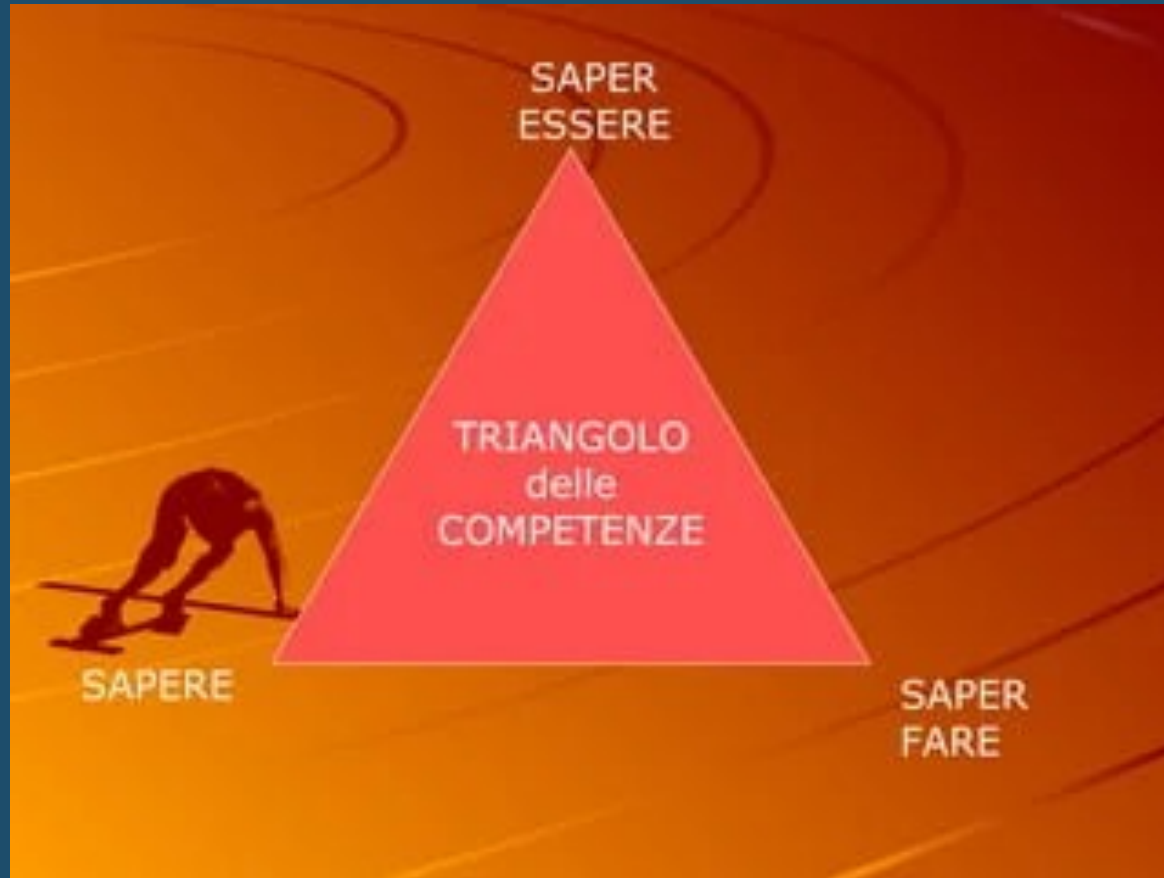 SAPER
ESSERE
TRIANGOLO
delle
COMPETENZE
SAPERE
SAPER
FARE